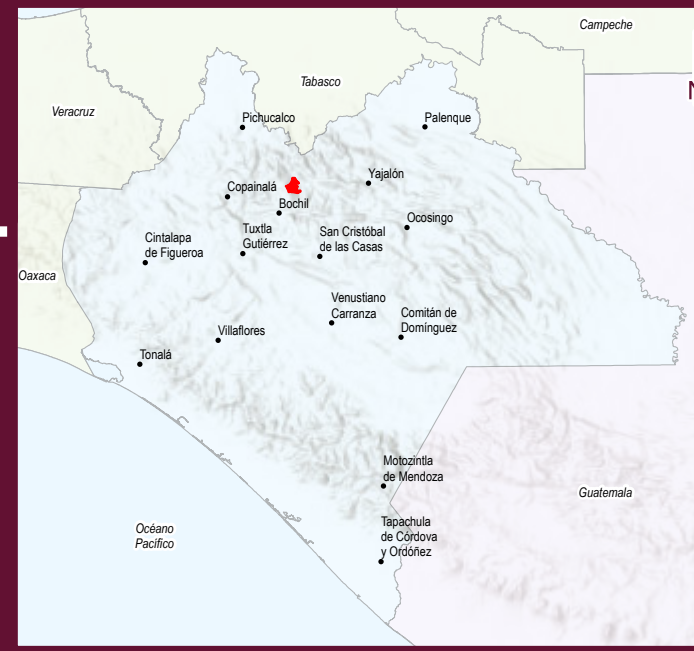 Campeche
Tabasco
N
Veracruz
Pichucalco
Palenque
Yajalón
Copainalá
Bochil
Ocosingo
Tuxtla
Gutiérrez
San Cristóbal
de las Casas
Cintalapa
de Figueroa
Oaxaca
Venustiano
Carranza
Comitán de
Domínguez
Villaflores
Tonalá
Motozintla
de Mendoza
Guatemala
Océano
Pacífico
Tapachula
de Córdova
y Ordóñez